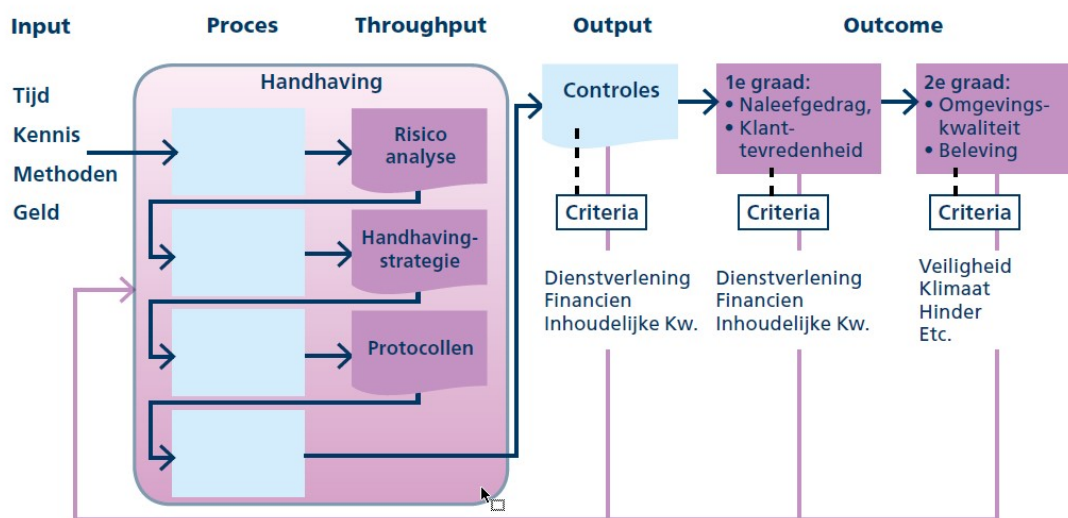 Input
Proces
Throughput
Output
Outcome
Tijd
Kennis
Methoden
Geld
Handhaving
Risico
analyse
Handhaving-
strategie
Protocollen
Controles
Criteria
Dienstverlening
Financien
Inhoudelijke Kw.
1e graad:
• Naleefgedrag,
• Klant-
tevredenheid
Criteria
Dienstverlening
Financien
Inhoudelijke Kw.
2e graad:
• Omgevings-
kwaliteit
• Beleving
Criteria
Veiligheid
Klimaat
Hinder
Etc.